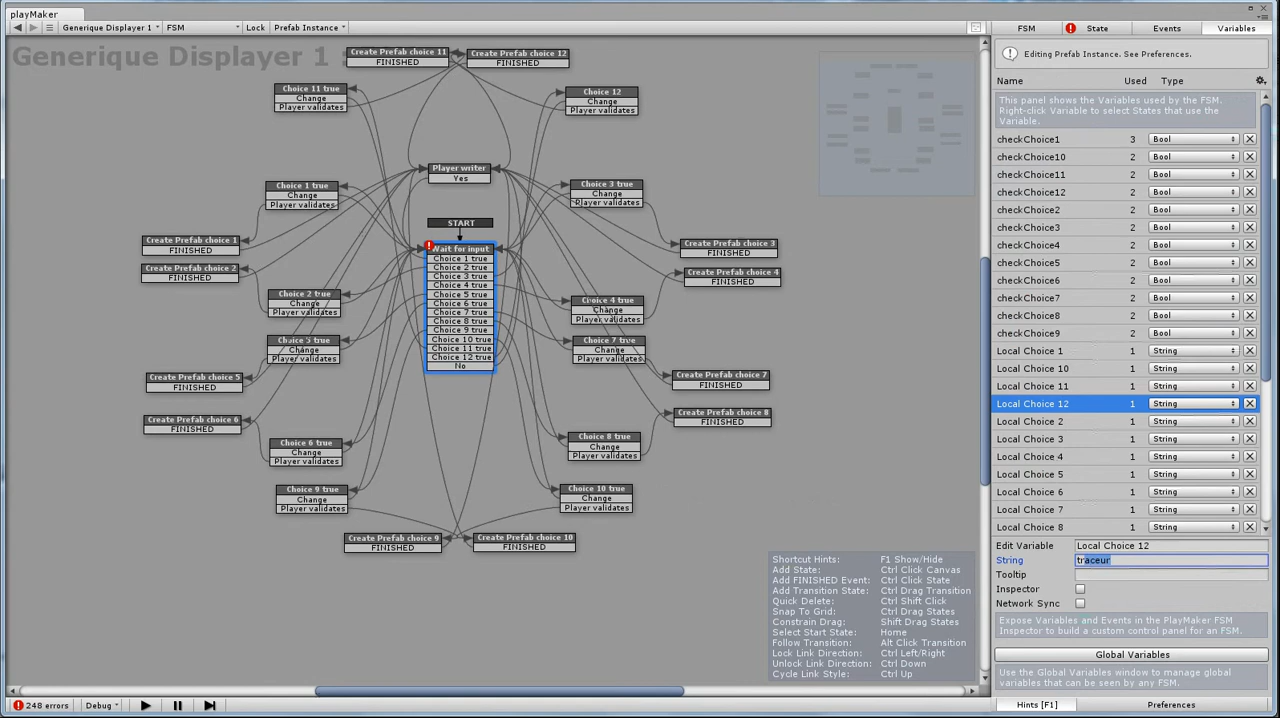 playMaker
Generique Displayer 1
FSM
Lock
Prefab Instance
FSM
State
Events
Variables
Generique Displayer 1 :
Create Prefab choice 11
FINISHED
Create Prefab choice 12
FINISHED
Choice 11 true
Change
Player validates
Choice 12
Change
Player validates
Player writer
Yes
Choice 1 true
Change
Player validates
Choice 3 true
Change
Player validates
START
Create Prefab choice 1
FINISHED
Create Prefab choice 2
FINISHED
Create Prefab choice 3
FINISHED
Create Prefab choice 4
FINISHED
Wait for input
Choice 1 true
Choice 2 true
Choice 3 true
Choice 4 true
Choice 5 true
Choice 6 true
Choice 7 true
Choice 8 true
Choice 9 true
Choice 10 true
Choice 11 true
Choice 12 true
No
Choice 2 true
Change
Player validates
Choice 4 true
Change
Player validates
Choice 5 true
Change
Player validates
Choice 7 true
Change
Player validates
Create Prefab choice 5
FINISHED
Create Prefab choice 7
FINISHED
Create Prefab choice 6
FINISHED
Create Prefab choice 8
FINISHED
Choice 6 true
Change
Player validates
Choice 8 true
Change
Player validates
Choice 9 true
Change
Player validates
Choice 10 true
Change
Player validates
Create Prefab choice 9
FINISHED
Create Prefab choice 10
FINISHED
Shortcut Hints: F1 Show/Hide
Add State: Ctrl Click Canvas
Add FINISHED Event: Ctrl Click State
Add Transition State: Ctrl Drag Transition
Quick Delete: Ctrl Shift Click
Snap To Grid: Ctrl Drag States
Constrain Drag: Shift Drag States
Select Start State: Home
Follow Transition: Alt Click Transition
Lock Link Direction: Ctrl Left/Right
Unlock Link Direction: Ctrl Down
Cycle Link Style: Ctrl Up
Editing Prefab Instance. See Preferences.
Name Used Type
This panel shows the Variables used by the FSM.
Right-click Variable to select States that use the
Variable.
checkChoice1 3 Bool
checkChoice10 2 Bool
checkChoice11 2 Bool
checkChoice12 2 Bool
checkChoice2 2 Bool
checkChoice3 2 Bool
checkChoice4 2 Bool
checkChoice5 2 Bool
checkChoice6 2 Bool
checkChoice7 2 Bool
checkChoice8 2 Bool
checkChoice9 2 Bool
Local Choice 1 1 String
Local Choice 10 1 String
Local Choice 11 1 String
Local Choice 12 1 String
Local Choice 2 1 String
Local Choice 3 1 String
Local Choice 4 1 String
Local Choice 5 1 String
Local Choice 6 1 String
Local Choice 7 1 String
Local Choice 8 1 String
Edit Variable Local Choice 12
String traceur
Tooltip
Inspector
Network Sync
Expose Variables and Events in the PlayMaker FSM
Inspector to build a custom control panel for an FSM.
Global Variables
Use the Global Variables window to manage global
variables that can be seen by any FSM.
248 errors
Debug
Hints [F1]
Preferences